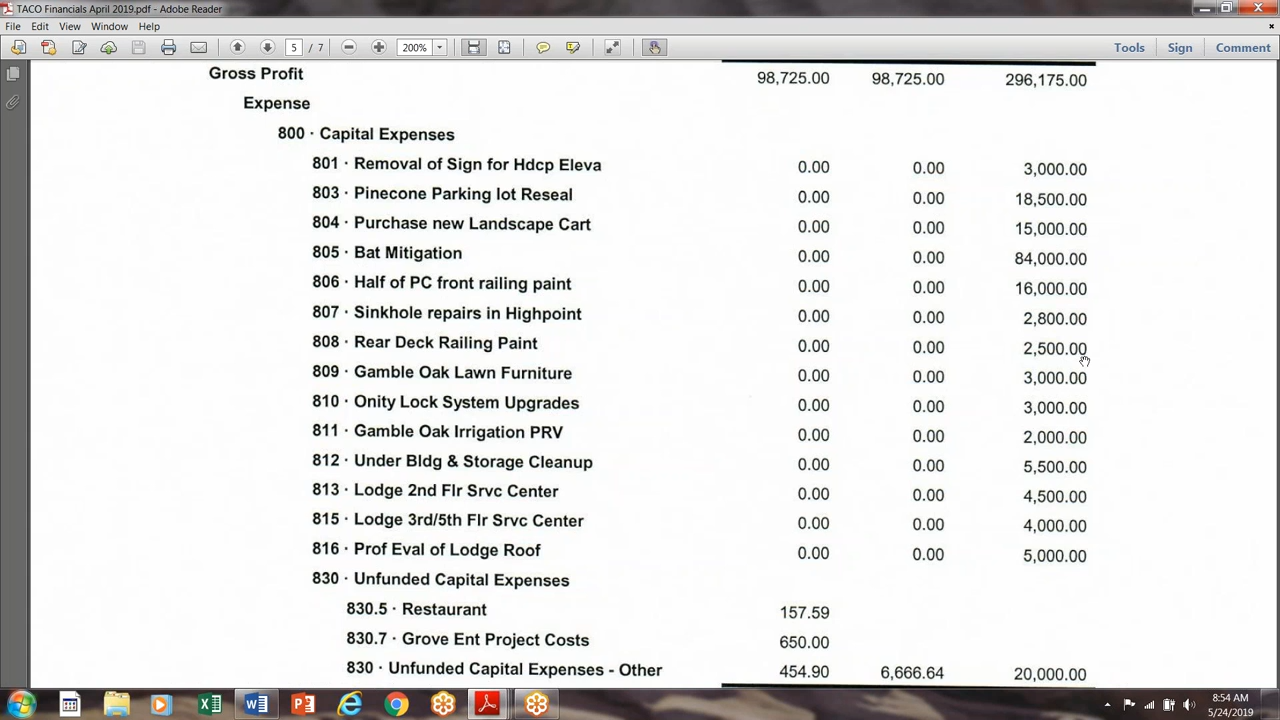 TACO Financials April 2019.pdf - Adobe Reader
File Edit View Window Help
5 / 7 200% Tools Sign Comment
Gross Profit 98,725.00 98,725.00 296,175.00
Expense
800 · Capital Expenses
801 · Removal of Sign for Hdcp Eleva 0.00 0.00 3,000.00
803 · Pinecone Parking lot Reseal 0.00 0.00 18,500.00
804 · Purchase new Landscape Cart 0.00 0.00 15,000.00
805 · Bat Mitigation 0.00 0.00 84,000.00
806 · Half of PC front railing paint 0.00 0.00 16,000.00
807 · Sinkhole repairs in Highpoint 0.00 0.00 2,800.00
808 · Rear Deck Railing Paint 0.00 0.00 2,500.00
809 · Gamble Oak Lawn Furniture 0.00 0.00 3,000.00
810 · Onity Lock System Upgrades 0.00 0.00 3,000.00
811 · Gamble Oak Irrigation PRV 0.00 0.00 2,000.00
812 · Under Bldg & Storage Cleanup 0.00 0.00 5,500.00
813 · Lodge 2nd Flr Srvc Center 0.00 0.00 4,500.00
815 · Lodge 3rd/5th Flr Srvc Center 0.00 0.00 4,000.00
816 · Prof Eval of Lodge Roof 0.00 0.00 5,000.00
830 · Unfunded Capital Expenses
830.5 · Restaurant 157.59
830.7 · Grove Ent Project Costs 650.00
830 · Unfunded Capital Expenses - Other 454.90 6,666.64 20,000.00
8:54 AM
5/24/2019